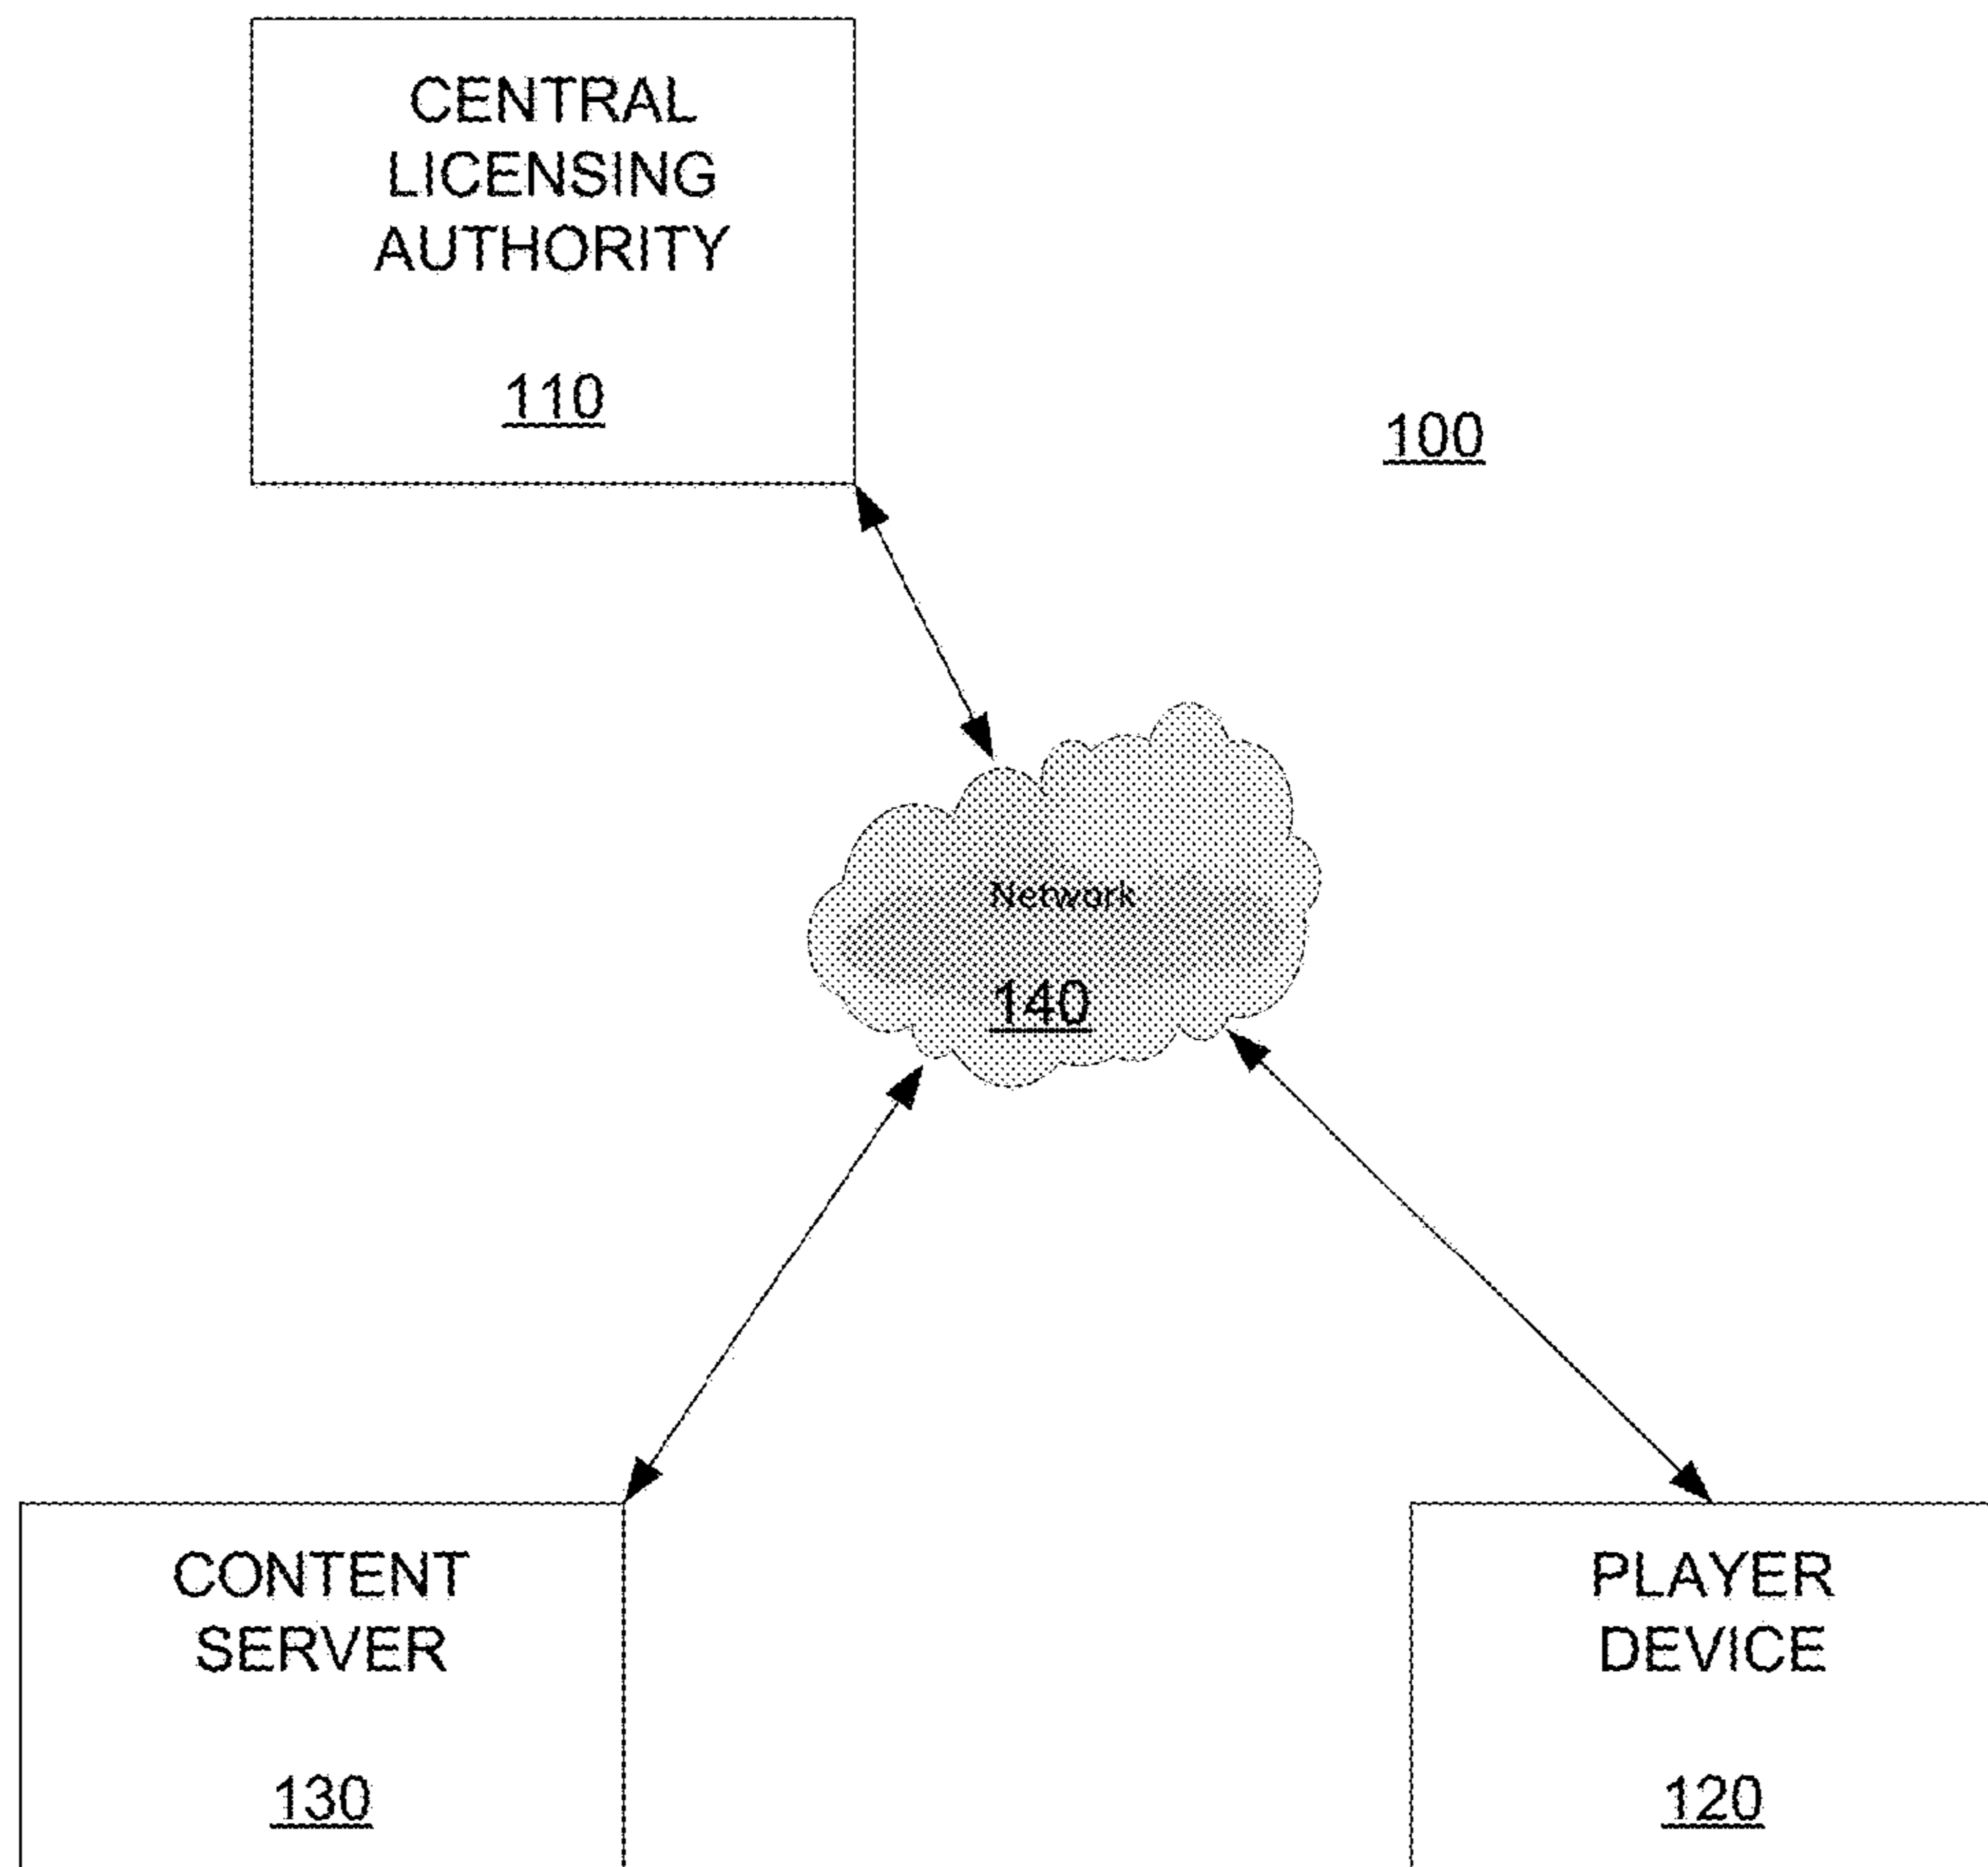 CENTRAL
LICENSING
AUTHORITY
110
100
Network
140
CONTENT
SERVER
130
PLAYER
DEVICE
120